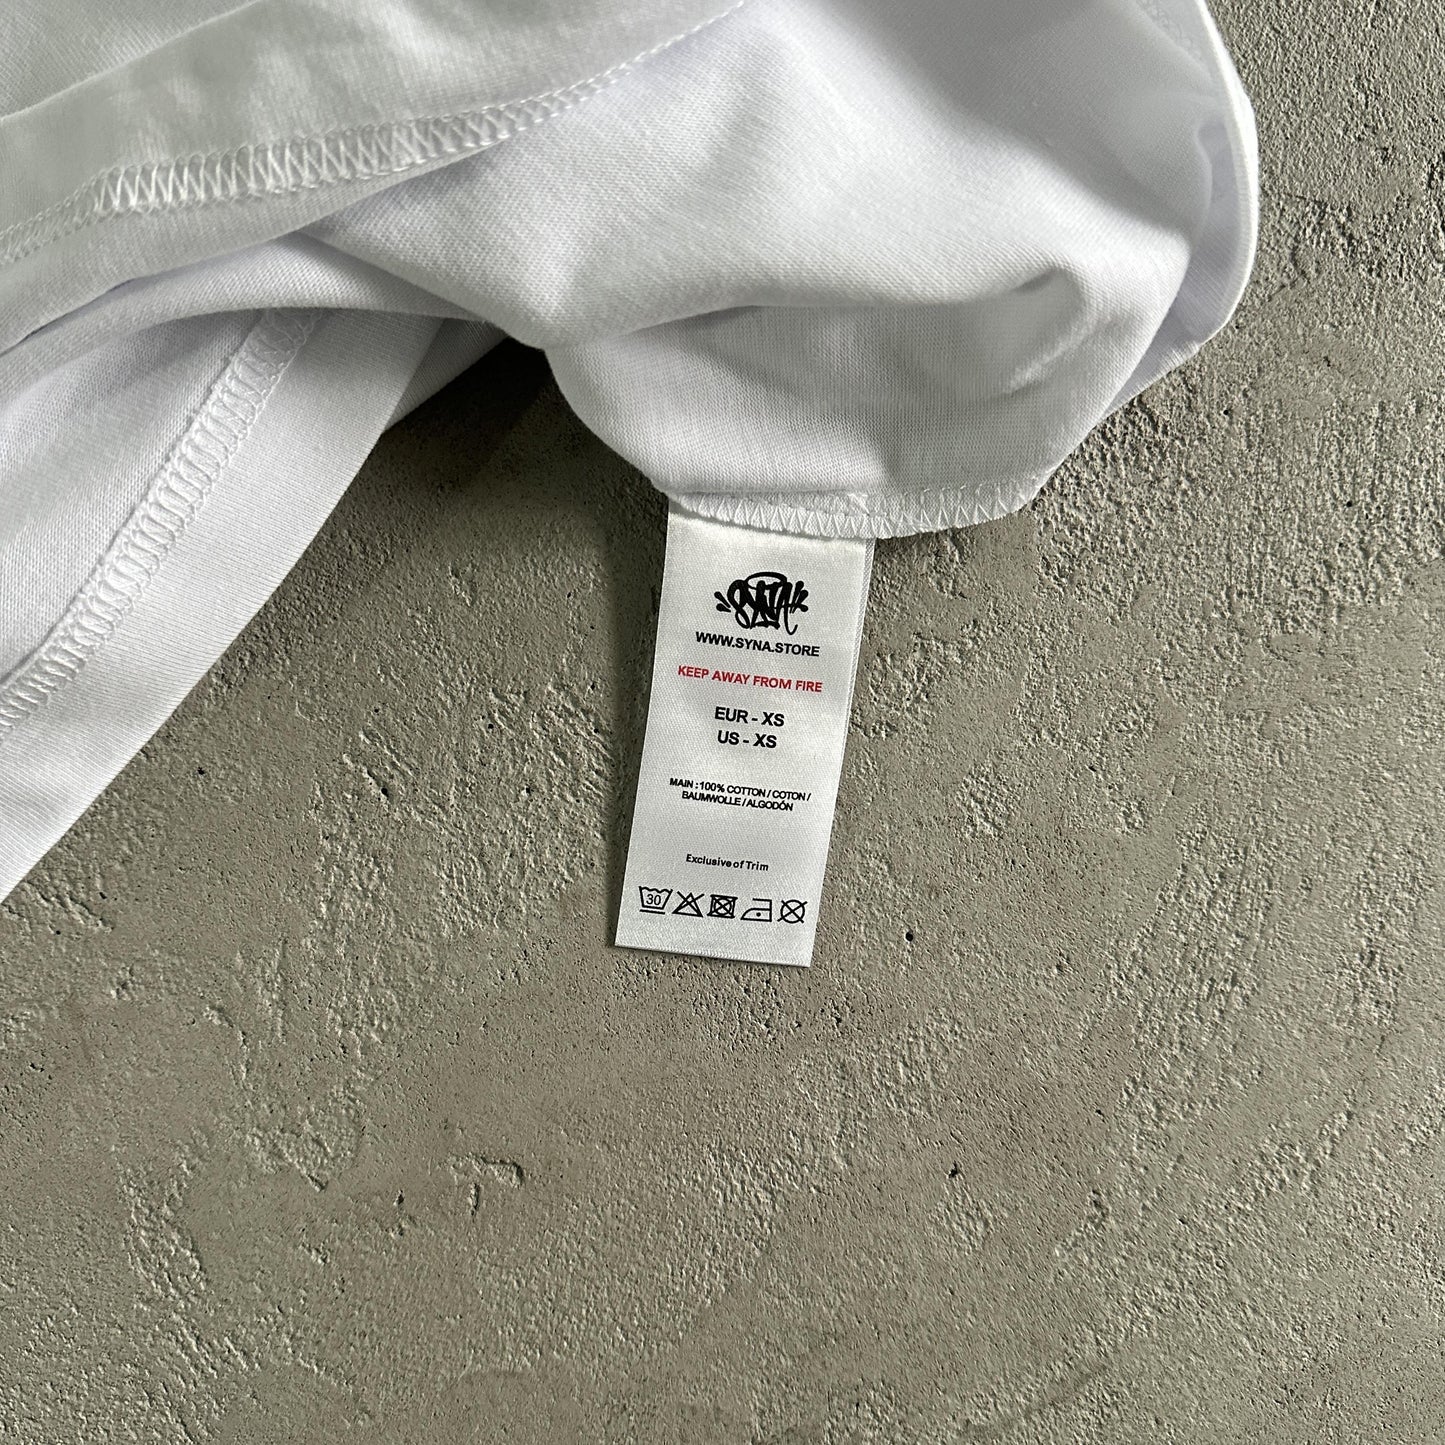 SYNA
WWW.SYNA.STORE
KEEP AWAY FROM FIRE
EUR - XS
US - XS
MAIN : 100% COTTON / COTON /
BAUMWOLLE / ALGODÓN
Exclusive of Trim
30